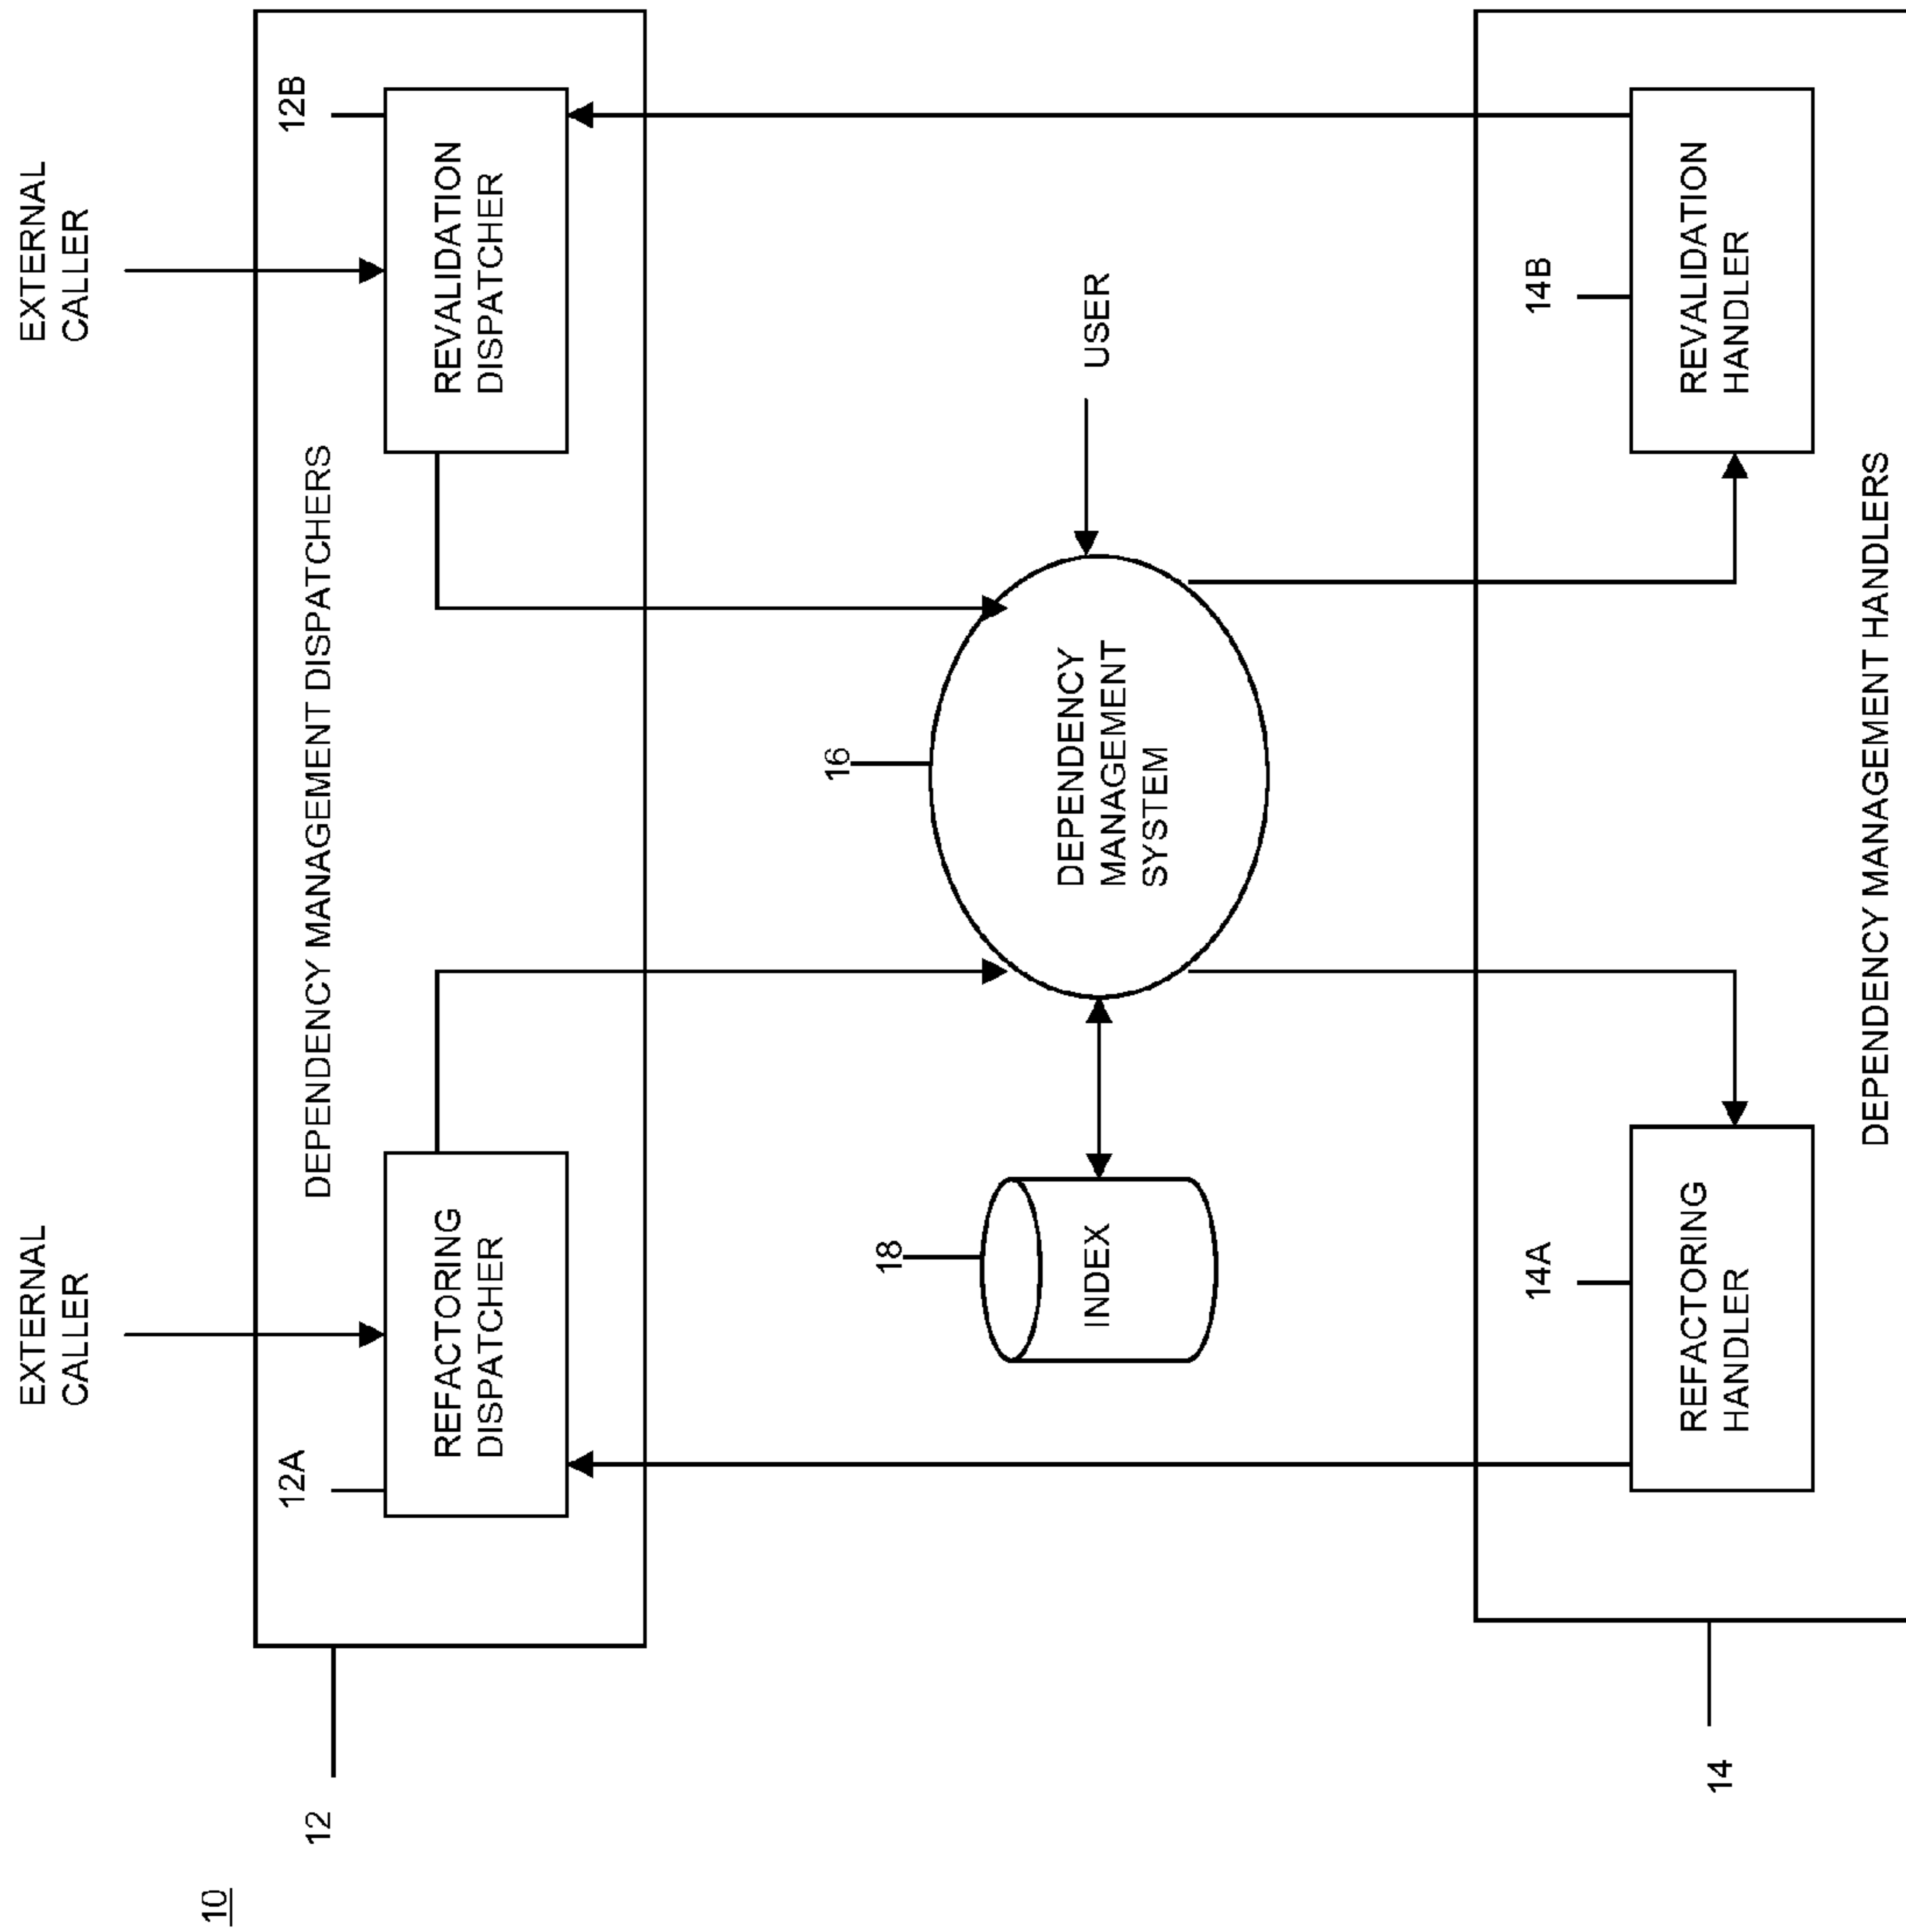 10
EXTERNAL
CALLER
EXTERNAL
CALLER
12
12A
REFACTORING
DISPATCHER
DEPENDENCY MANAGEMENT DISPATCHERS
12B
REVALIDATION
DISPATCHER
16
DEPENDENCY
MANAGEMENT
SYSTEM
USER
18
INDEX
14
14A
REFACTORING
HANDLER
14B
REVALIDATION
HANDLER
DEPENDENCY MANAGEMENT HANDLERS